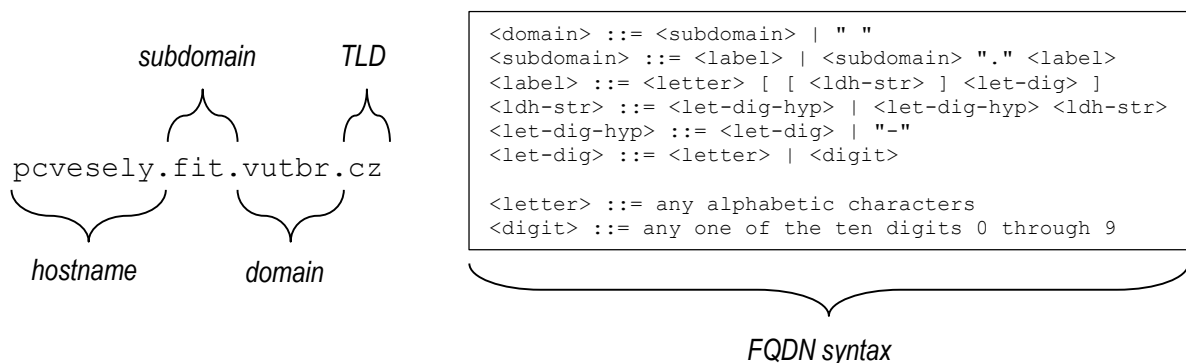 subdomain TLD
pcvesely.fit.vutbr.cz
hostname domain
<domain> ::= <subdomain> | " "
<subdomain> ::= <label> | <subdomain> "." <label>
<label> ::= <letter> [ [ <ldh-str> ] <let-dig> ]
<ldh-str> ::= <let-dig-hyp> | <let-dig-hyp> <ldh-str>
<let-dig-hyp> ::= <let-dig> | "-"
<let-dig> ::= <letter> | <digit>
<letter> ::= any alphabetic characters
<digit> ::= any one of the ten digits 0 through 9
FQDN syntax